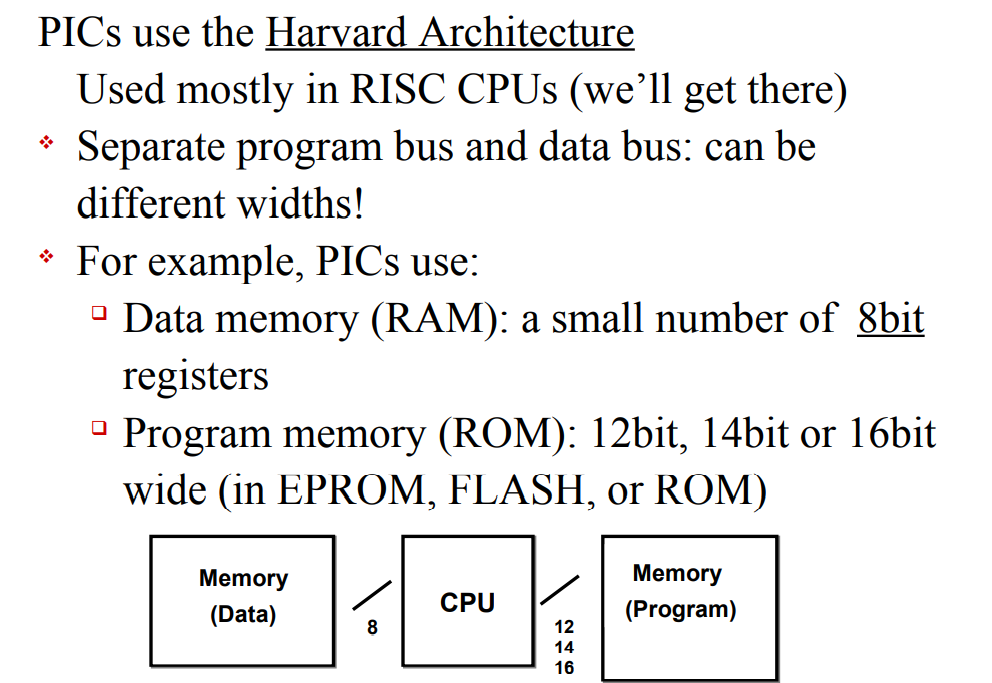 PICs use the Harvard Architecture
Used mostly in RISC CPUs (we’ll get there)
❖ Separate program bus and data bus: can be
different widths!
❖ For example, PICs use:
❑ Data memory (RAM): a small number of 8bit
registers
❑ Program memory (ROM): 12bit, 14bit or 16bit
wide (in EPROM, FLASH, or ROM)
Memory
(Data)
8
CPU
12
14
16
Memory
(Program)